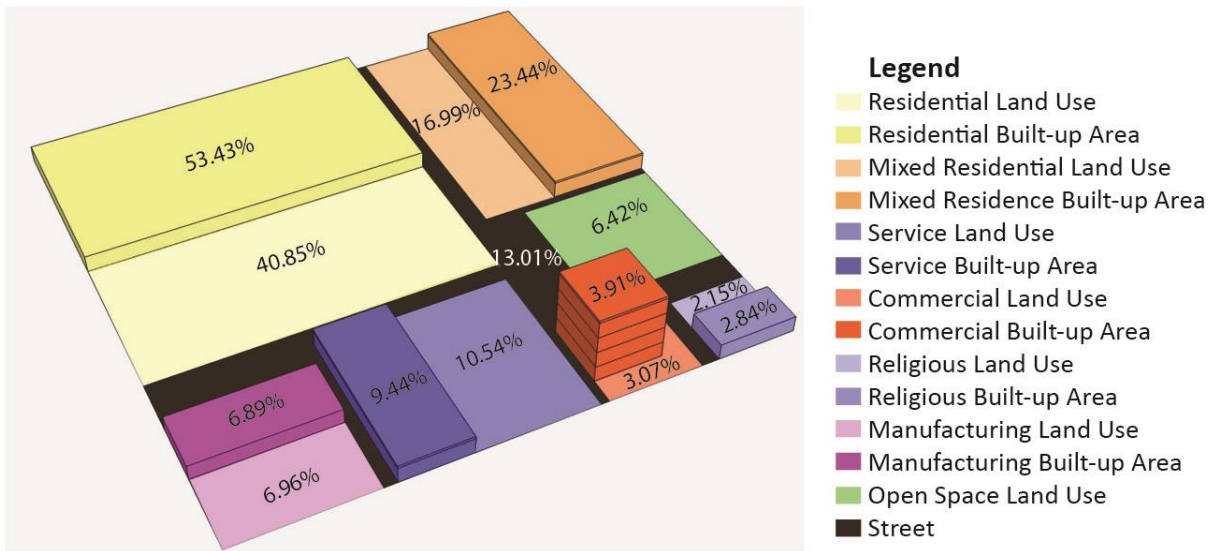 23.44%
16.99%
53.43%
6.42%
40.85%
13.01%
3.91%
2.15%
2.84%
10.54%
3.07%
9.44%
6.89%
6.96%
Legend
Residential Land Use
Residential Built-up Area
Mixed Residential Land Use
Mixed Residence Built-up Area
Service Land Use
Service Built-up Area
Commercial Land Use
Commercial Built-up Area
Religious Land Use
Religious Built-up Area
Manufacturing Land Use
Manufacturing Built-up Area
Open Space Land Use
Street